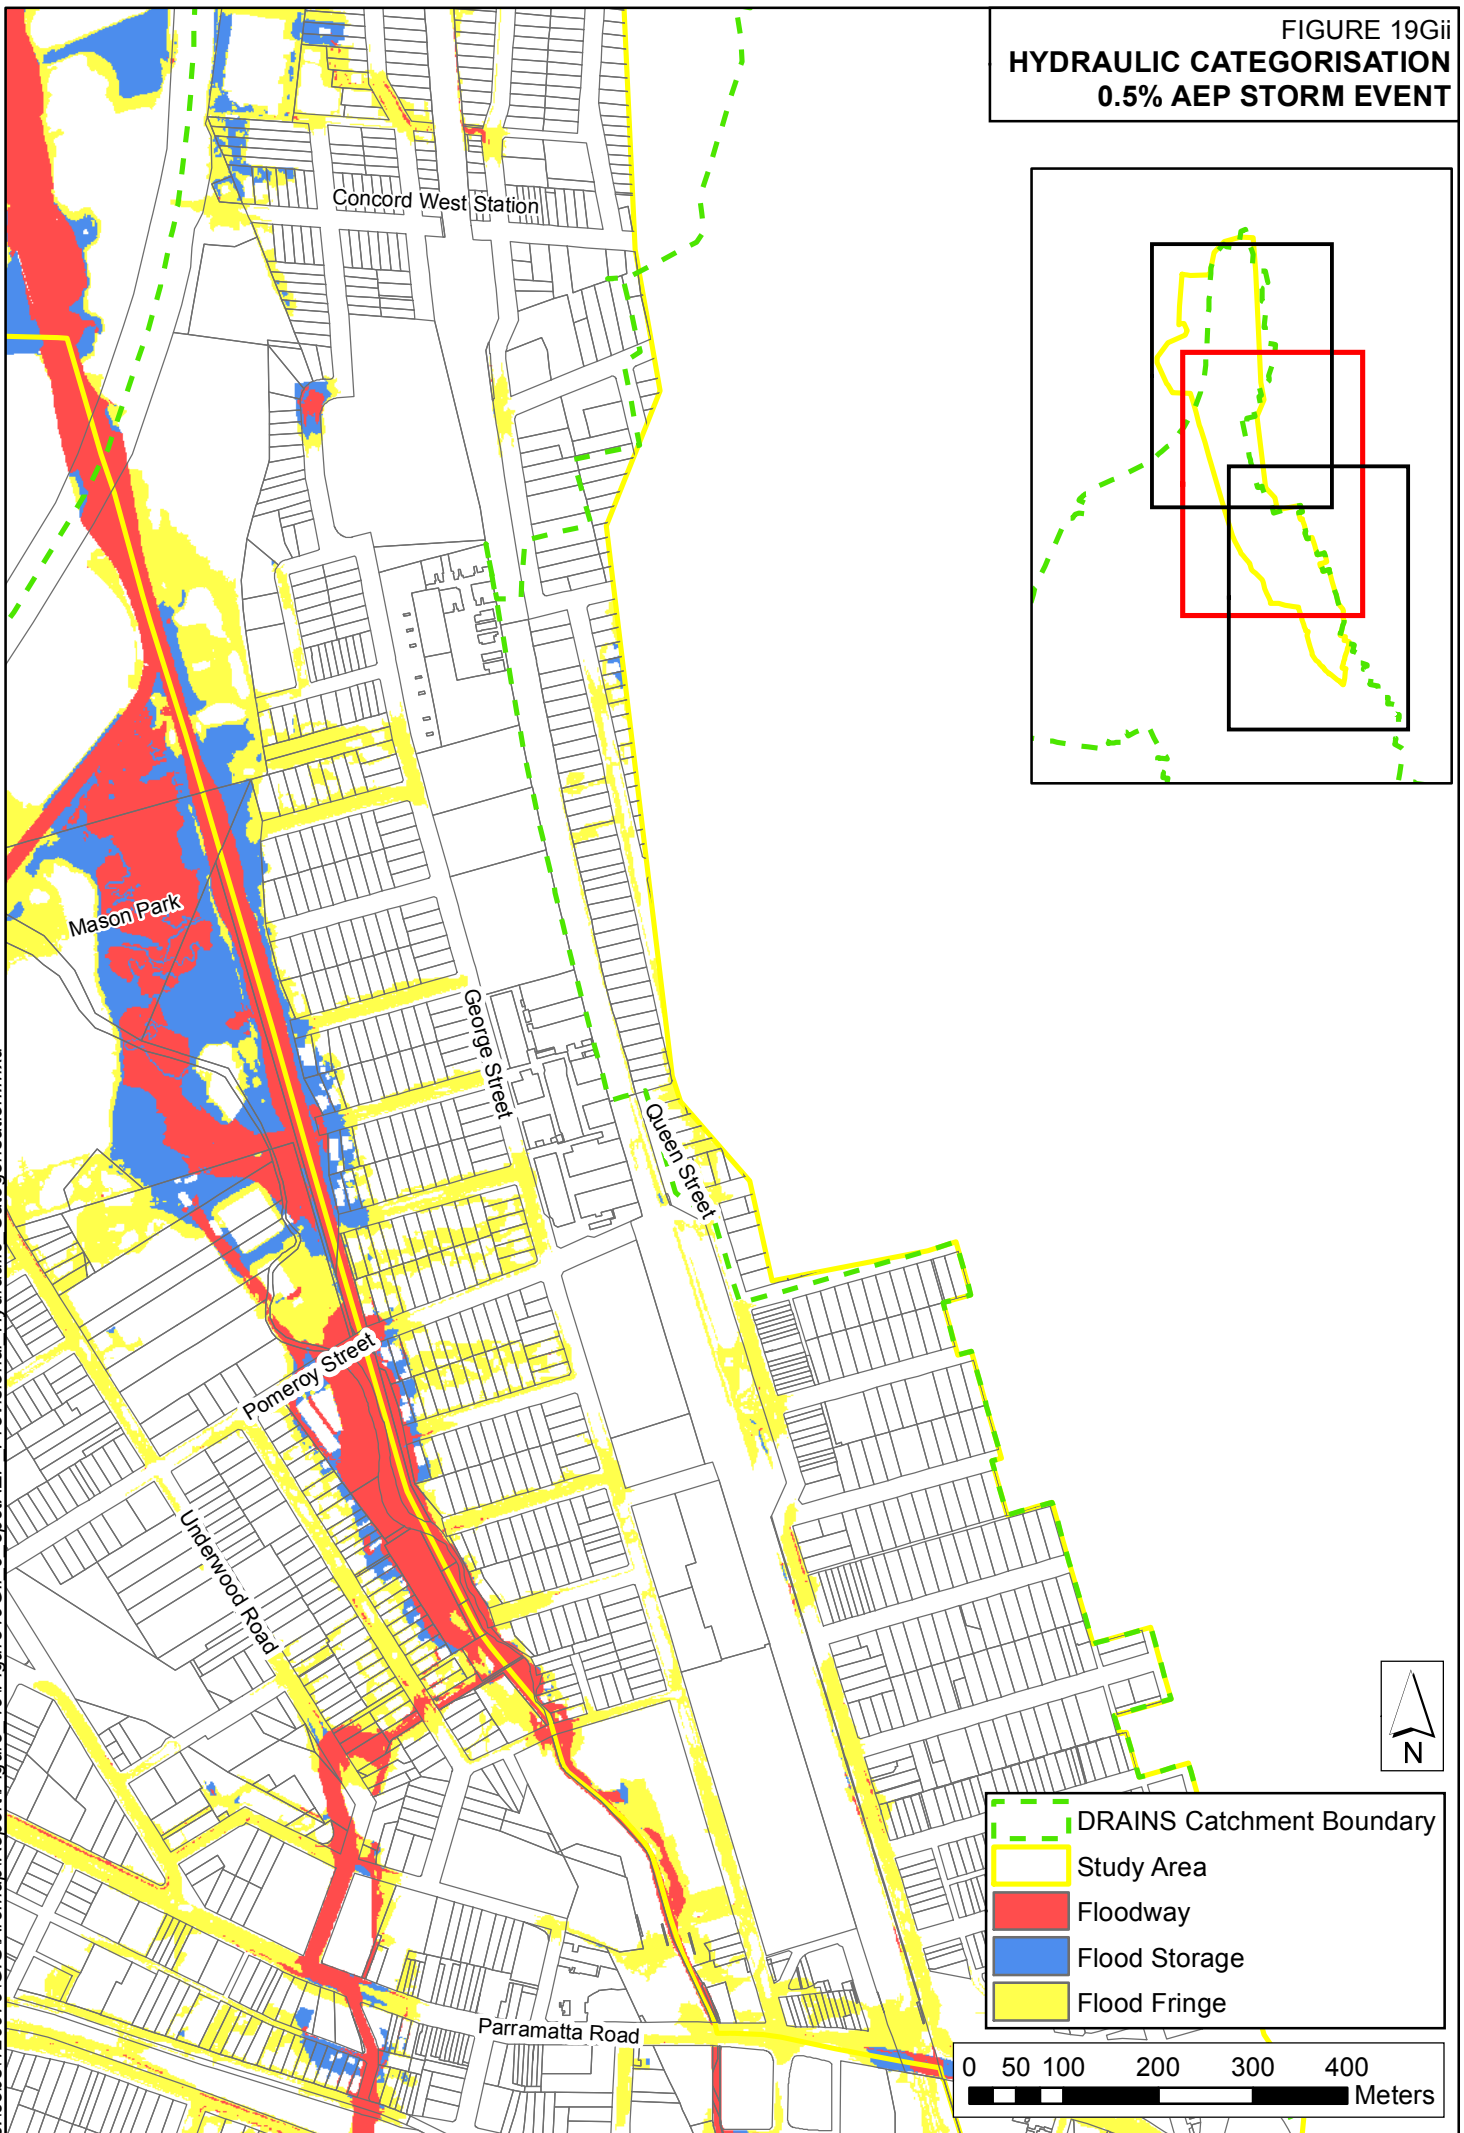 FIGURE 19Gii
HYDRAULIC CATEGORISATION
0.5% AEP STORM EVENT
Concord West Station
Mason Park
George Street
Queen Street
Pomeroy Street
Underwood Road
Parramatta Road
N
DRAINS Catchment Boundary
Study Area
Floodway
Flood Storage
Flood Fringe
0 50 100 200 300 400
Meters